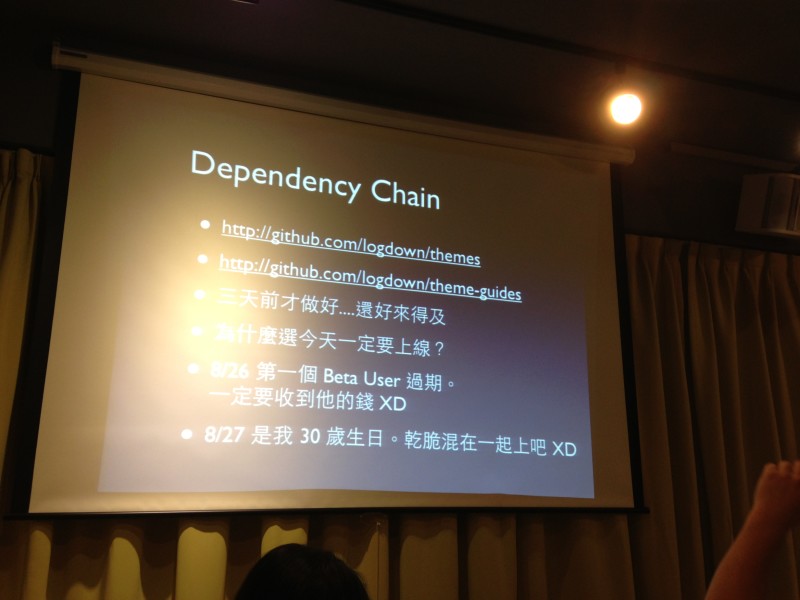 Dependency Chain
http://github.com/logdown/themes
http://github.com/logdown/theme-guides
三天前才做好....還好來得及
為什麼選今天一定要上線？
8/26 第一個 Beta User 過期。
一定要收到他的錢 XD
8/27 是我 30 歲生日。乾脆混在一起上吧 XD